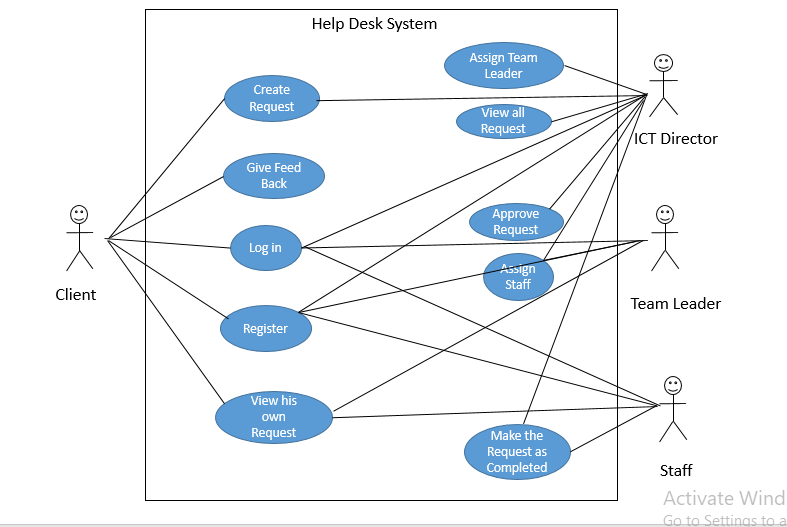 Help Desk System
Assign Team
Leader
Create
Request
View all
Request
ICT Director
Give Feed
Back
Approve
Request
Log in
Assign
Staff
Client
Team Leader
Register
View his
own
Request
Make the
Request as
Completed
Staff
Activate Wind
Go to Settings to a